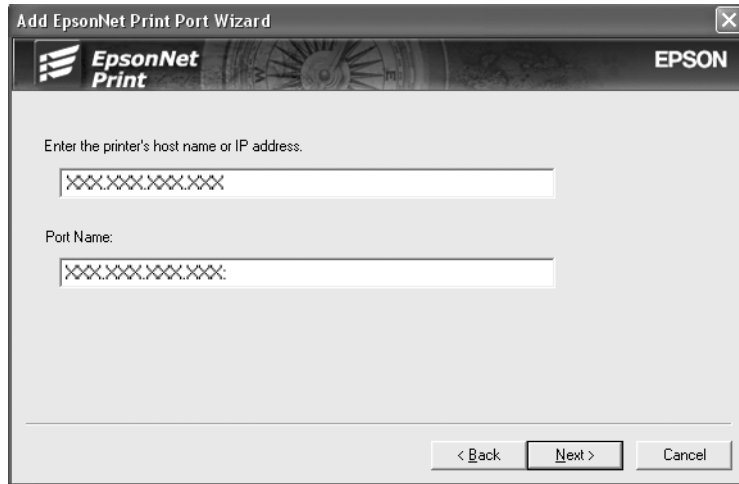 Add EpsonNet Print Port Wizard
EpsonNet
Print
EPSON
Enter the printer's host name or IP address.
XXX.XXX.XXX.XXX
Port Name:
XXX.XXX.XXX.XXX:
< Back
Next >
Cancel